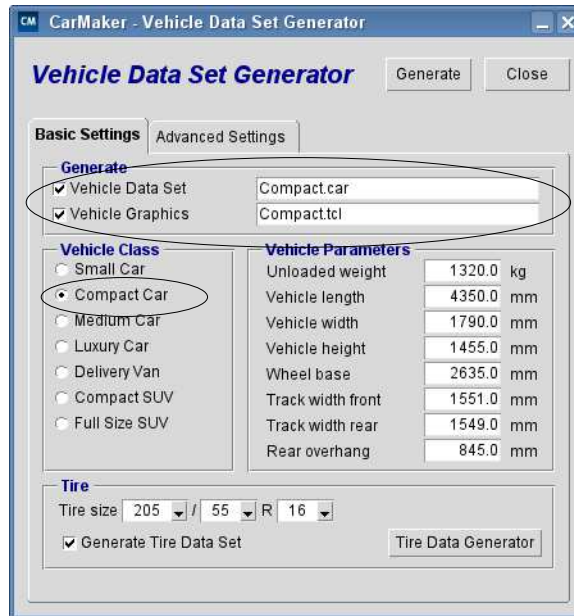 CM CarMaker - Vehicle Data Set Generator
Vehicle Data Set Generator
Generate
Close
Basic Settings
Advanced Settings
Generate
Vehicle Data Set Compact.car
Vehicle Graphics Compact.tcl
Vehicle Class
Small Car
Compact Car
Medium Car
Luxury Car
Delivery Van
Compact SUV
Full Size SUV
Vehicle Parameters
Unloaded weight 1320.0 kg
Vehicle length 4350.0 mm
Vehicle width 1790.0 mm
Vehicle height 1455.0 mm
Wheel base 2635.0 mm
Track width front 1551.0 mm
Track width rear 1549.0 mm
Rear overhang 845.0 mm
Tire
Tire size 205 / 55 R 16
Generate Tire Data Set
Tire Data Generator